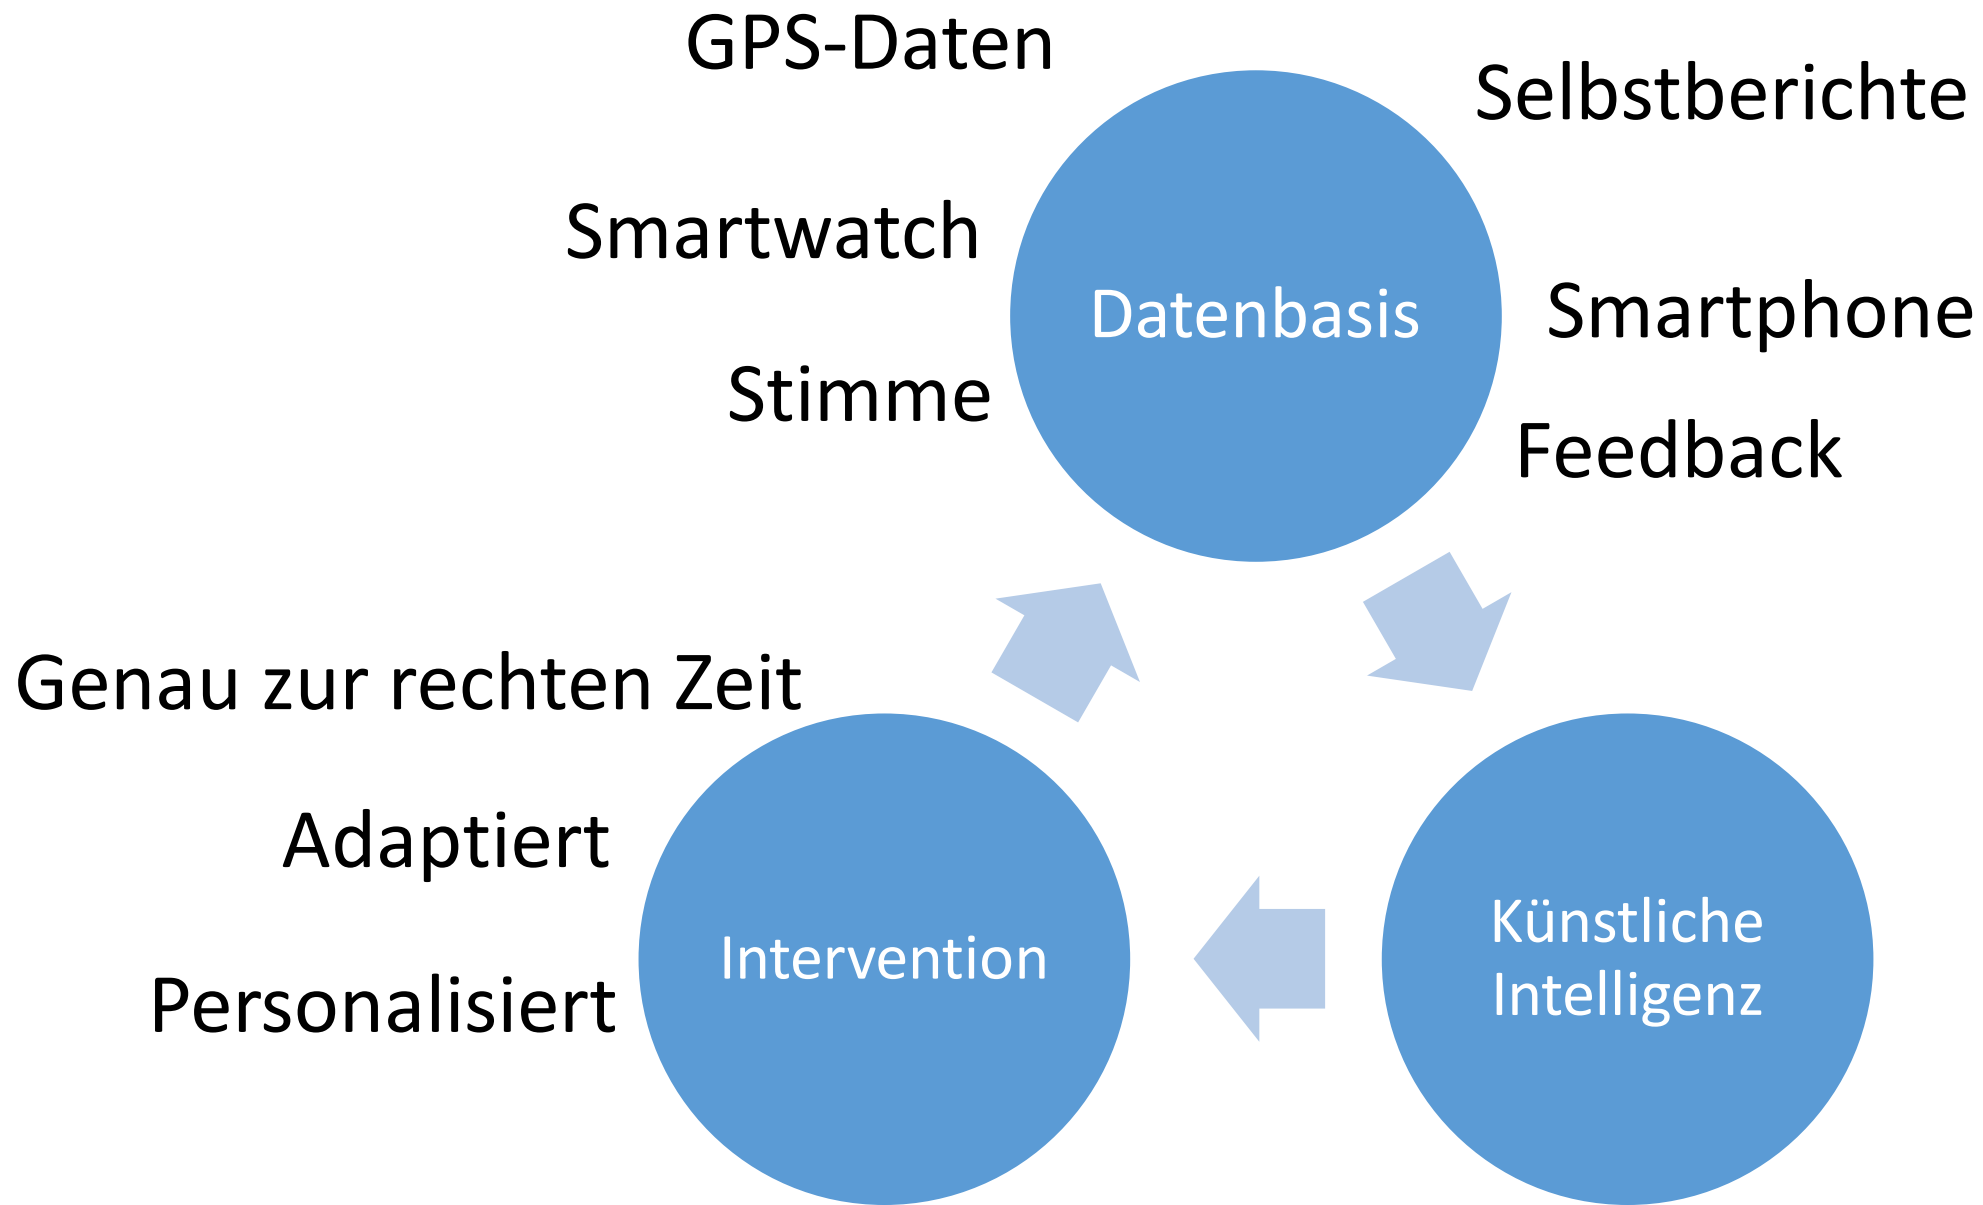 GPS-Daten
Selbstberichte
Smartwatch
Datenbasis
Smartphone
Stimme
Feedback
Genau zur rechten Zeit
Adaptiert
Intervention
Personalisiert
Künstliche
Intelligenz